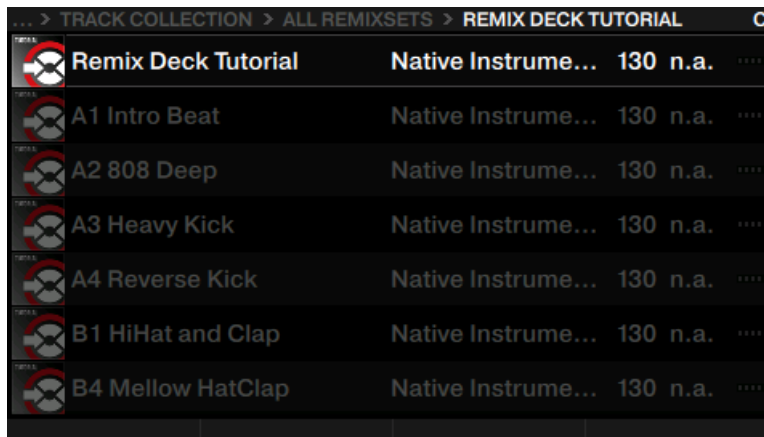 ... > TRACK COLLECTION > ALL REMIXSETS > REMIX DECK TUTORIAL
Remix Deck Tutorial Native Instrume... 130 n.a.
A1 Intro Beat Native Instrume... 130 n.a.
A2 808 Deep Native Instrume... 130 n.a.
A3 Heavy Kick Native Instrume... 130 n.a.
A4 Reverse Kick Native Instrume... 130 n.a.
B1 HiHat and Clap Native Instrume... 130 n.a.
B4 Mellow HatClap Native Instrume... 130 n.a.